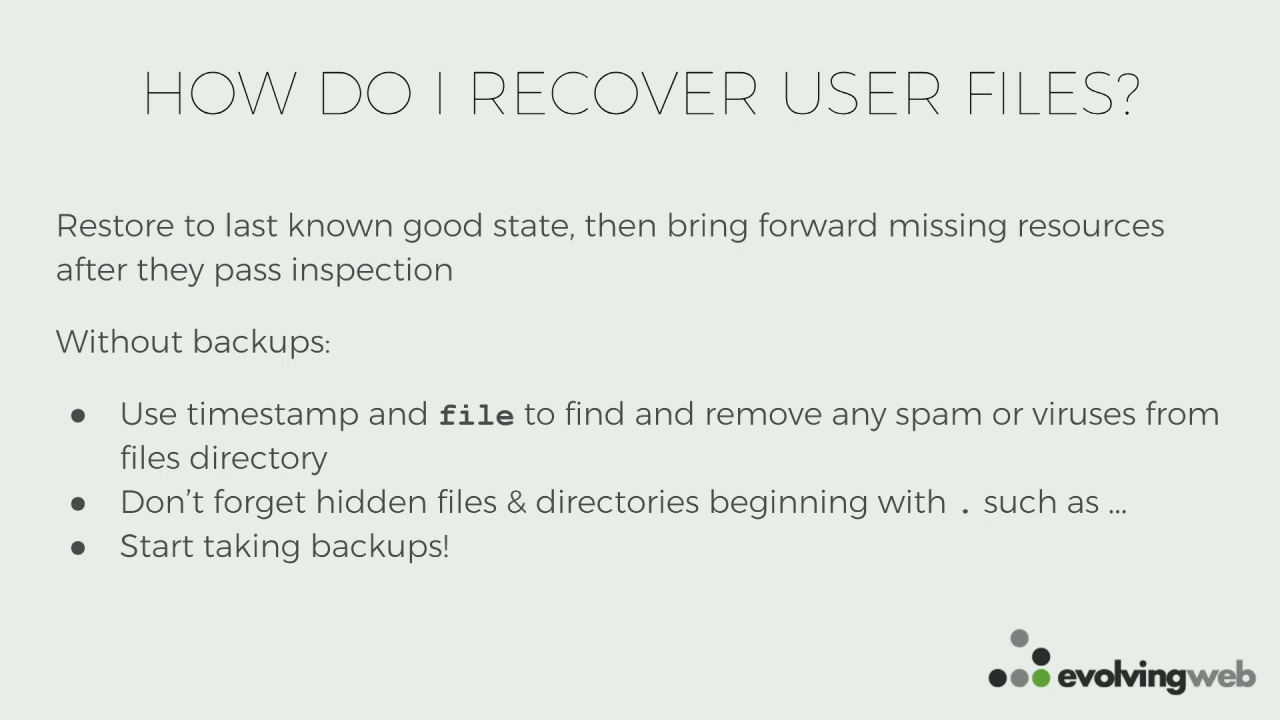 HOW DO I RECOVER USER FILES?
Restore to last known good state, then bring forward missing resources
after they pass inspection
Without backups:
● Use timestamp and file to find and remove any spam or viruses from
files directory
● Don’t forget hidden files & directories beginning with . such as ...
● Start taking backups!
evolvingweb